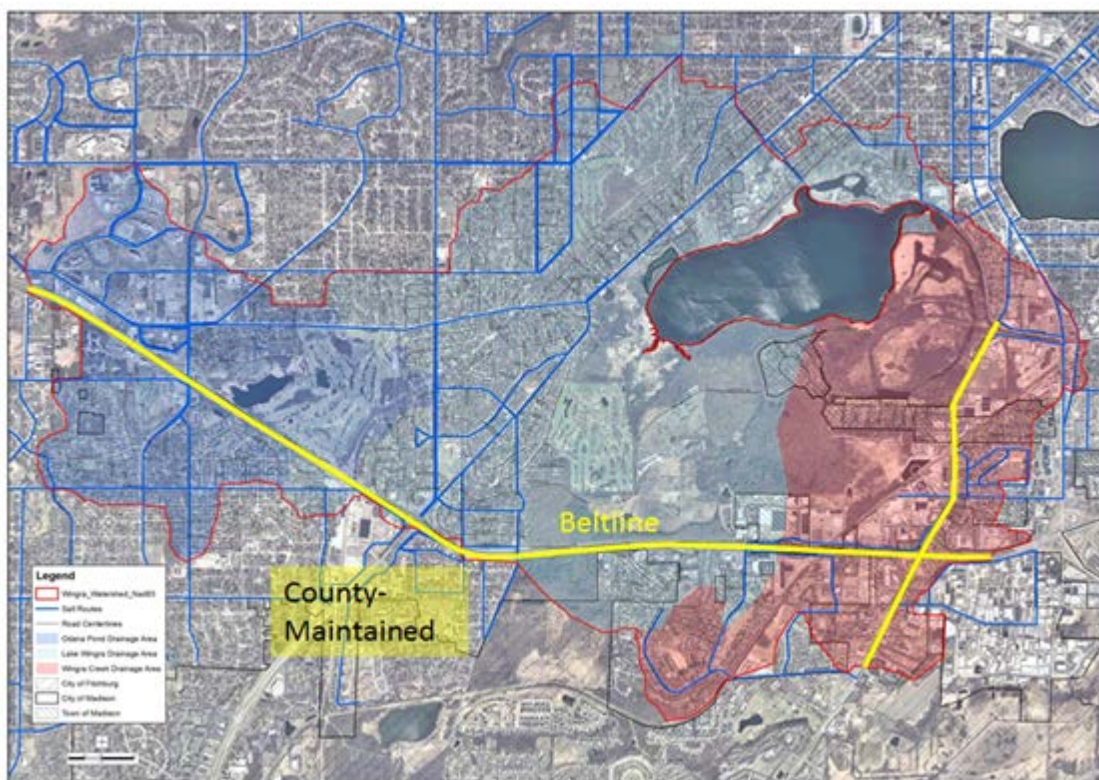 Beltline
County-
Maintained
Legend
Wingra_Watershed_Nad83
Salt Routes
Road Centerlines
Odana Pond Drainage Area
Lake Wingra Drainage Area
Wingra Creek Drainage Area
City of Fitchburg
City of Madison
Town of Madison